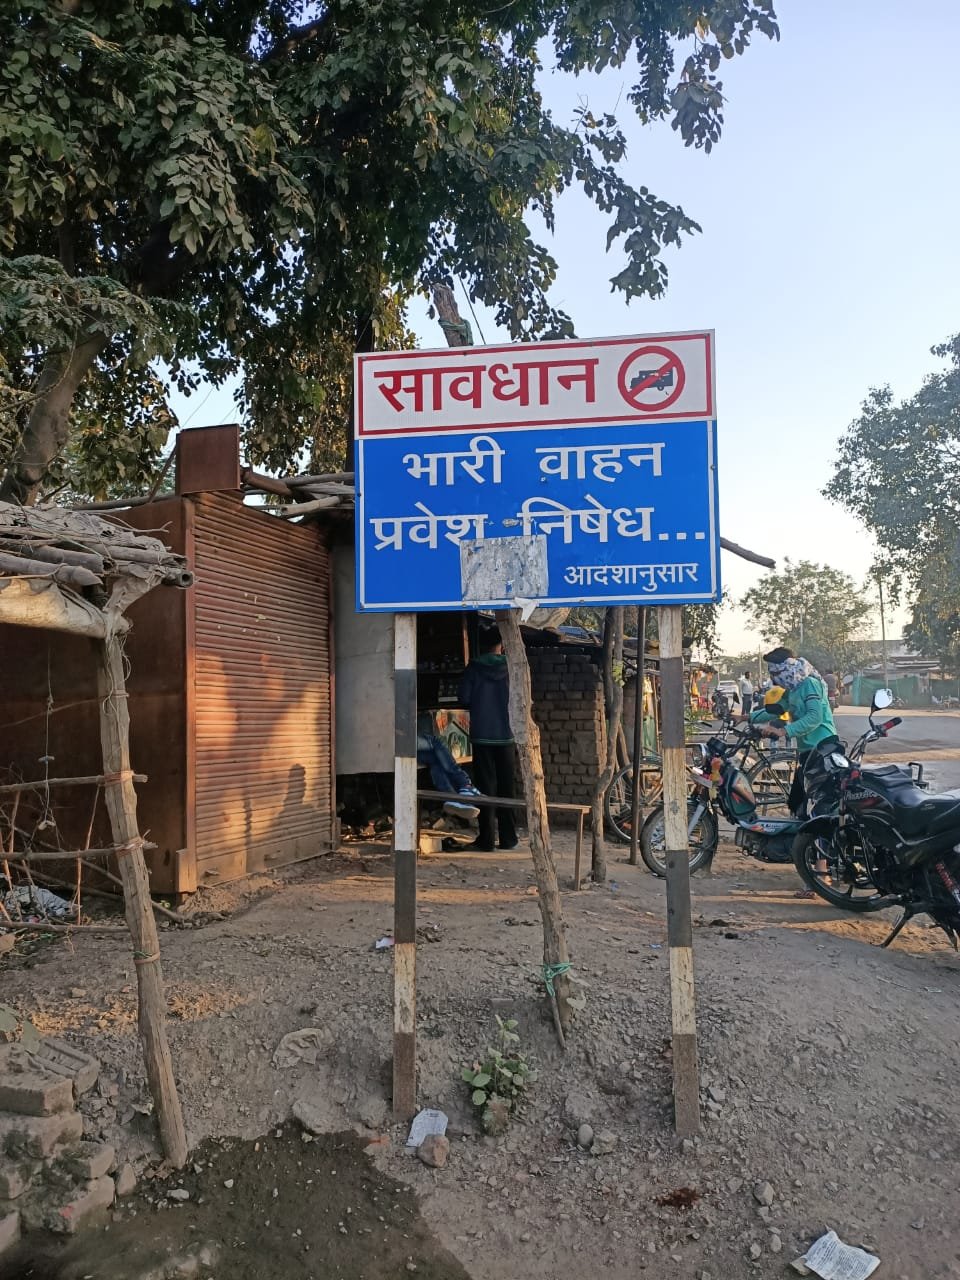 सावधान
भारी वाहन
प्रवेश निषेध...
आदशानुसार